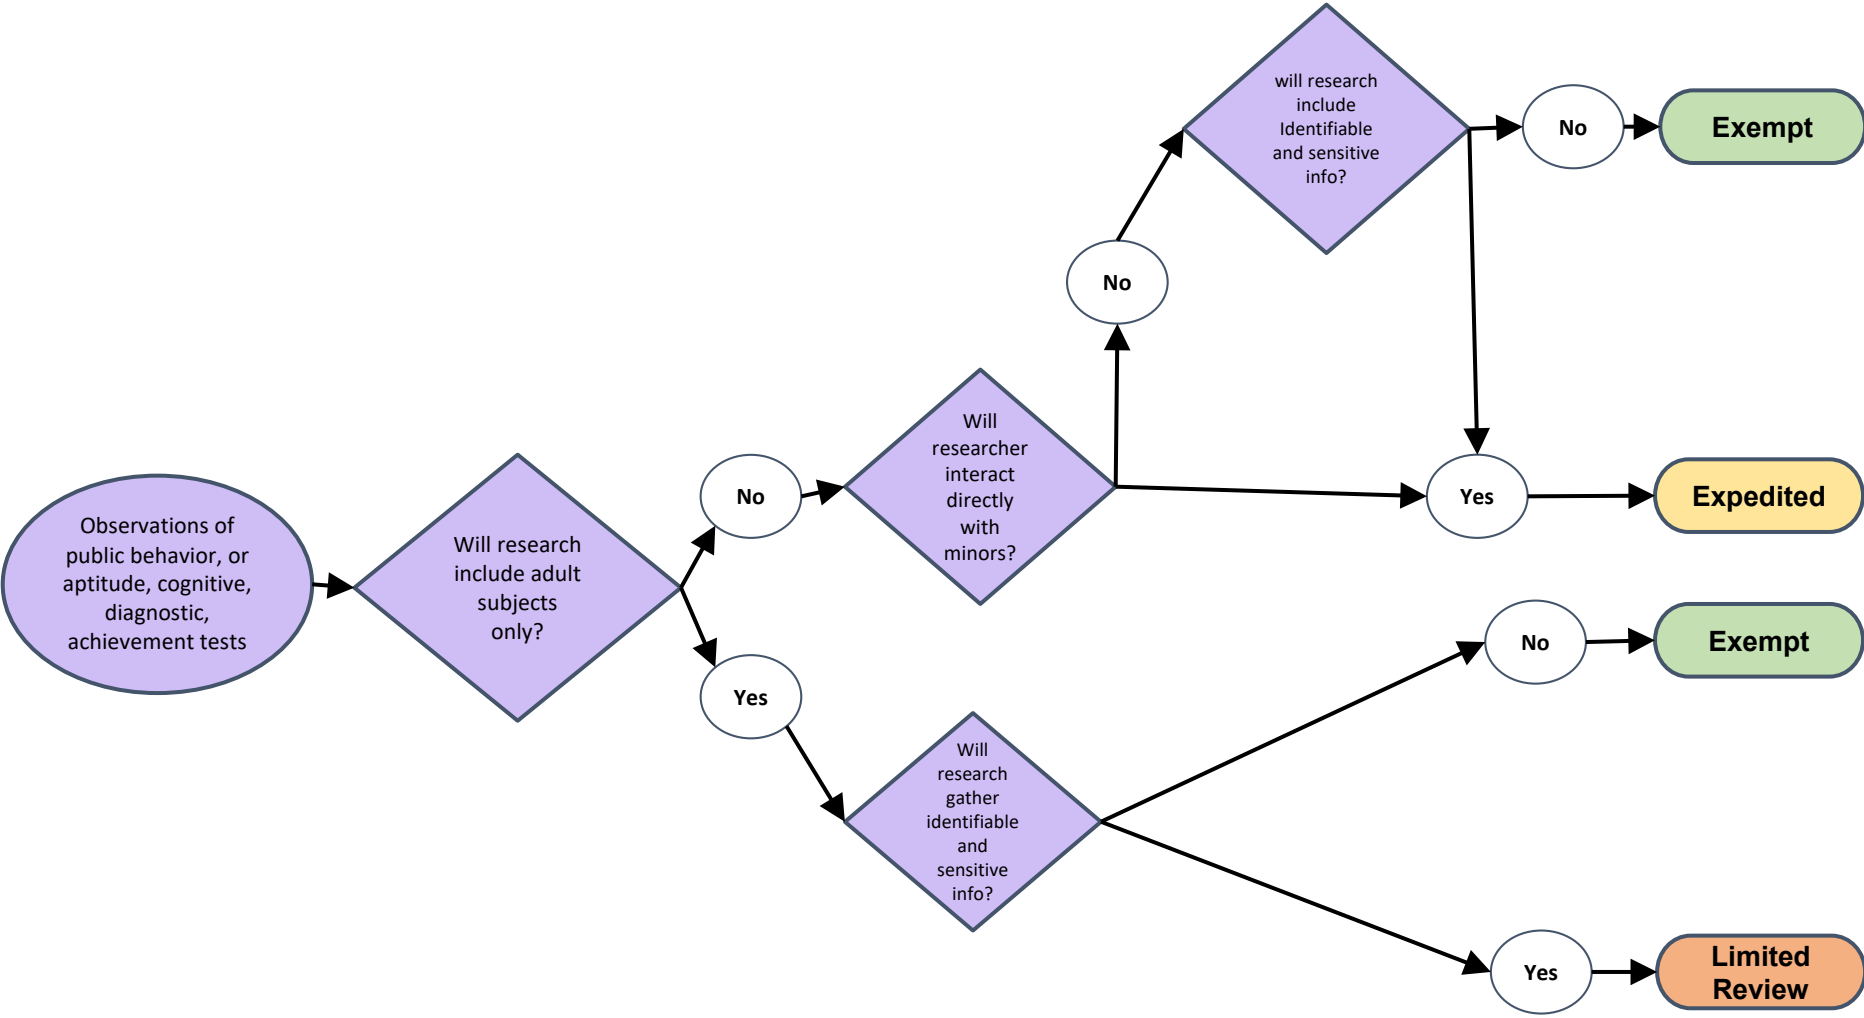 Observations of
public behavior, or
aptitude, cognitive,
diagnostic,
achievement tests
Will research
include adult
subjects
only?
No
Yes
Will
researcher
interact
directly
with
minors?
No
will research
include
Identifiable
and sensitive
info?
No
Exempt
Yes
Expedited
Will
research
gather
identifiable
and
sensitive
info?
No
Exempt
Yes
Limited
Review